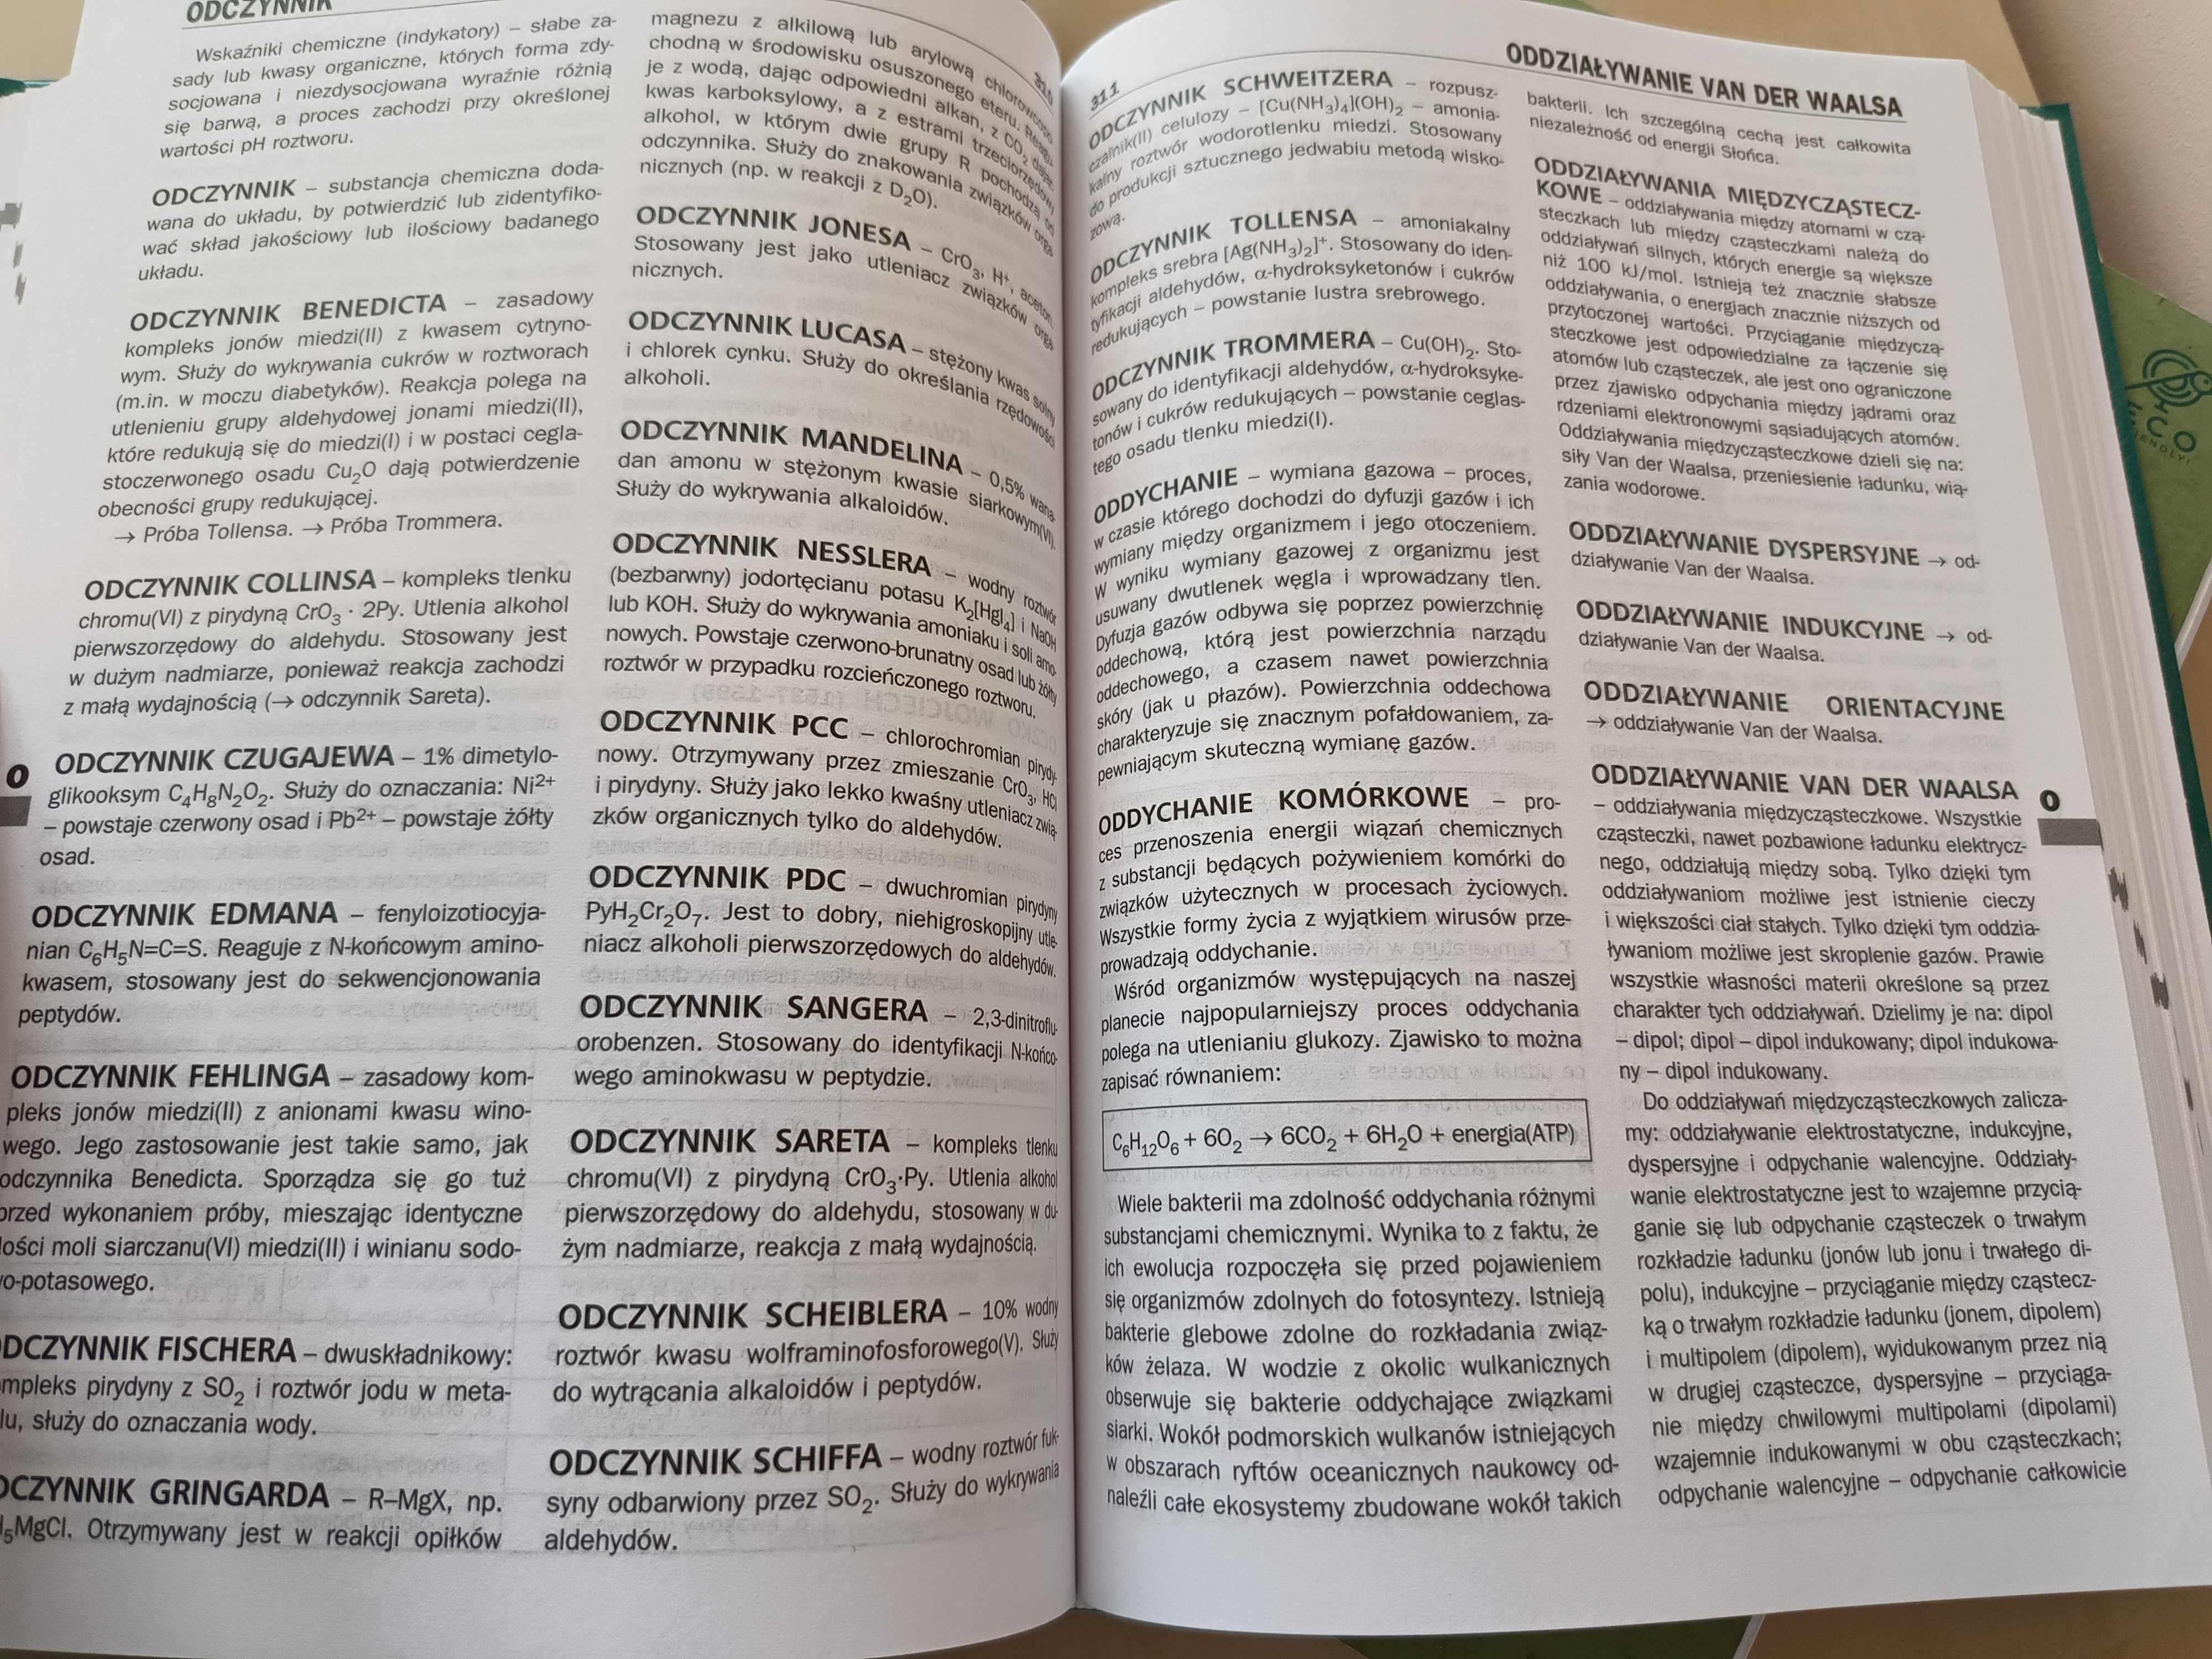 ODCZYNNIK
Wskaźniki chemiczne (indykatory) – słabe za-
sady lub kwasy organiczne, których forma zdy-
socjowana i niezdysocjowana wyraźnie różnią
się barwą, a proces zachodzi przy określonej
wartości pH roztworu.
ODCZYNNIK – substancja chemiczna doda-
wana do układu, by potwierdzić lub zidentyfiko-
wać skład jakościowy lub ilościowy badanego
układu.
ODCZYNNIK BENEDICTA – zasadowy
kompleks jonów miedzi(II) z kwasem cytryno-
wym. Służy do wykrywania cukrów w roztworach
(m.in. w moczu diabetyków). Reakcja polega na
utlenieniu grupy aldehydowej jonami miedzi(II),
które redukują się do miedzi(I) i w postaci cegla-
stoczerwonego osadu Cu₂O dają potwierdzenie
obecności grupy redukującej.
→ Próba Tollensa. → Próba Trommera.
ODCZYNNIK COLLINSA – kompleks tlenku
chromu(VI) z pirydyną CrO₃ · 2Py. Utlenia alkohol
pierwszorzędowy do aldehydu. Stosowany jest
w dużym nadmiarze, ponieważ reakcja zachodzi
z małą wydajnością (→ odczynnik Sareta).
ODCZYNNIK CZUGAJEWA – 1% dimetylo-
glikooksym C₄H₈N₂O₂. Służy do oznaczania: Ni²⁺
– powstaje czerwony osad i Pb²⁺ – powstaje żółty
osad.
ODCZYNNIK EDMANA – fenyloizotiocyja-
nian C₆H₅N=C=S. Reaguje z N-końcowym amino-
kwasem, stosowany jest do sekwencjonowania
peptydów.
ODCZYNNIK FEHLINGA – zasadowy kom-
pleks jonów miedzi(II) z anionami kwasu wino-
wego. Jego zastosowanie jest takie samo, jak
odczynnika Benedicta. Sporządza się go tuż
przed wykonaniem próby, mieszając identyczne
lości moli siarczanu(VI) miedzi(II) i winianu sodo-
o-potasowego.
DCZYNNIK FISCHERA – dwuskładnikowy:
mpleks pirydyny z SO₂ i roztwór jodu w meta-
lu, służy do oznaczania wody.
CZYNNIK GRINGARDA – R–MgX, np.
₅MgCl. Otrzymywany jest w reakcji opiłków
O
310
magnezu z alkilową lub arylową chlorowco
chodną w środowisku osuszonego eteru. Reagu
je z wodą, dając odpowiedni alkan, z CO₂ dając
kwas karboksylowy, a z estrami trzeciorzędowy
alkohol, w którym dwie grupy R pochodzą od
odczynnika. Służy do znakowania związków orga
nicznych (np. w reakcji z D₂O).
ODCZYNNIK JONESA – CrO₃, H⁺, aceton.
Stosowany jest jako utleniacz związków orga
nicznych.
ODCZYNNIK LUCASA – stężony kwas solny
i chlorek cynku. Służy do określania rzędowości
alkoholi.
ODCZYNNIK MANDELINA – 0,5% wana
dan amonu w stężonym kwasie siarkowym(VI).
Służy do wykrywania alkaloidów.
ODCZYNNIK NESSLERA – wodny roztwór
(bezbarwny) jodortęcianu potasu K₂[HgI₄] i NaOH
lub KOH. Służy do wykrywania amoniaku i soli amo-
nowych. Powstaje czerwono-brunatny osad lub żółty
roztwór w przypadku rozcieńczonego roztworu.
ODCZYNNIK PCC – chlorochromian pirydy-
nowy. Otrzymywany przez zmieszanie CrO₃, HCl
i pirydyny. Służy jako lekko kwaśny utleniacz zwią-
zków organicznych tylko do aldehydów.
ODCZYNNIK PDC – dwuchromian pirydyny
PyH₂Cr₂O₇. Jest to dobry, niehigroskopijny utle-
niacz alkoholi pierwszorzędowych do aldehydów.
ODCZYNNIK SANGERA – 2,3-dinitroflu-
orobenzen. Stosowany do identyfikacji N-końco-
wego aminokwasu w peptydzie.
ODCZYNNIK SARETA – kompleks tlenku
chromu(VI) z pirydyną CrO₃·Py. Utlenia alkohol
pierwszorzędowy do aldehydu, stosowany w du-
żym nadmiarze, reakcja z małą wydajnością.
ODCZYNNIK SCHEIBLERA – 10% wodny
roztwór kwasu wolframinofosforowego(V). Służy
do wytrącania alkaloidów i peptydów.
ODCZYNNIK SCHIFFA – wodny roztwór fuk-
syny odbarwiony przez SO₂. Służy do wykrywania
aldehydów.
311
ODDZIAŁYWANIE VAN DER WAALSA
ODCZYNNIK SCHWEITZERA – rozpusz-
czalnik(II) celulozy – [Cu(NH₃)₄](OH)₂ – amonia-
kalny roztwór wodorotlenku miedzi. Stosowany
do produkcji sztucznego jedwabiu metodą wisko-
zową.
ODCZYNNIK TOLLENSA – amoniakalny
kompleks srebra [Ag(NH₃)₂]⁺. Stosowany do iden-
tyfikacji aldehydów, α-hydroksyketonów i cukrów
redukujących – powstanie lustra srebrowego.
ODCZYNNIK TROMMERA – Cu(OH)₂. Sto-
sowany do identyfikacji aldehydów, α-hydroksyke-
tonów i cukrów redukujących – powstanie ceglas-
tego osadu tlenku miedzi(I).
ODDYCHANIE – wymiana gazowa – proces,
w czasie którego dochodzi do dyfuzji gazów i ich
wymiany między organizmem i jego otoczeniem.
W wyniku wymiany gazowej z organizmu jest
usuwany dwutlenek węgla i wprowadzany tlen.
Dyfuzja gazów odbywa się poprzez powierzchnię
oddechową, którą jest powierzchnia narządu
oddechowego, a czasem nawet powierzchnia
skóry (jak u płazów). Powierzchnia oddechowa
charakteryzuje się znacznym pofałdowaniem, za-
pewniającym skuteczną wymianę gazów.
ODDYCHANIE KOMÓRKOWE – pro-
ces przenoszenia energii wiązań chemicznych
z substancji będących pożywieniem komórki do
związków użytecznych w procesach życiowych.
Wszystkie formy życia z wyjątkiem wirusów prze-
prowadzają oddychanie.
Wśród organizmów występujących na naszej
planecie najpopularniejszy proces oddychania
polega na utlenianiu glukozy. Zjawisko to można
zapisać równaniem:
C₆H₁₂O₆ + 6O₂ → 6CO₂ + 6H₂O + energia(ATP)
Wiele bakterii ma zdolność oddychania różnymi
substancjami chemicznymi. Wynika to z faktu, że
ich ewolucja rozpoczęła się przed pojawieniem
się organizmów zdolnych do fotosyntezy. Istnieją
bakterie glebowe zdolne do rozkładania związ-
ków żelaza. W wodzie z okolic wulkanicznych
obserwuje się bakterie oddychające związkami
siarki. Wokół podmorskich wulkanów istniejących
w obszarach ryftów oceanicznych naukowcy od-
naleźli całe ekosystemy zbudowane wokół takich
bakterii. Ich szczególną cechą jest całkowita
niezależność od energii Słońca.
ODDZIAŁYWANIA MIĘDZYCZĄSTECZ-
KOWE – oddziaływania między atomami w czą-
steczkach lub między cząsteczkami należą do
oddziaływań silnych, których energie są większe
niż 100 kJ/mol. Istnieją też znacznie słabsze
oddziaływania, o energiach znacznie niższych od
przytoczonej wartości. Przyciąganie międzyczą-
steczkowe jest odpowiedzialne za łączenie się
atomów lub cząsteczek, ale jest ono ograniczone
przez zjawisko odpychania między jądrami oraz
rdzeniami elektronowymi sąsiadujących atomów.
Oddziaływania międzycząsteczkowe dzieli się na:
siły Van der Waalsa, przeniesienie ładunku, wią-
zania wodorowe.
ODDZIAŁYWANIE DYSPERSYJNE → od-
działywanie Van der Waalsa.
ODDZIAŁYWANIE INDUKCYJNE → od-
działywanie Van der Waalsa.
ODDZIAŁYWANIE ORIENTACYJNE
→ oddziaływanie Van der Waalsa.
ODDZIAŁYWANIE VAN DER WAALSA
– oddziaływania międzycząsteczkowe. Wszystkie
cząsteczki, nawet pozbawione ładunku elektrycz-
nego, oddziałują między sobą. Tylko dzięki tym
oddziaływaniom możliwe jest istnienie cieczy
i większości ciał stałych. Tylko dzięki tym oddzia-
ływaniom możliwe jest skroplenie gazów. Prawie
wszystkie własności materii określone są przez
charakter tych oddziaływań. Dzielimy je na: dipol
– dipol; dipol – dipol indukowany; dipol indukowa-
ny – dipol indukowany.
Do oddziaływań międzycząsteczkowych zalicza-
my: oddziaływanie elektrostatyczne, indukcyjne,
dyspersyjne i odpychanie walencyjne. Oddziały-
wanie elektrostatyczne jest to wzajemne przycią-
ganie się lub odpychanie cząsteczek o trwałym
rozkładzie ładunku (jonów lub jonu i trwałego di-
polu), indukcyjne – przyciąganie między cząstecz-
ką o trwałym rozkładzie ładunku (jonem, dipolem)
i multipolem (dipolem), wyidukowanym przez nią
w drugiej cząsteczce, dyspersyjne – przyciąga-
nie między chwilowymi multipolami (dipolami)
wzajemnie indukowanymi w obu cząsteczkach;
odpychanie walencyjne – odpychanie całkowicie
O
ECO